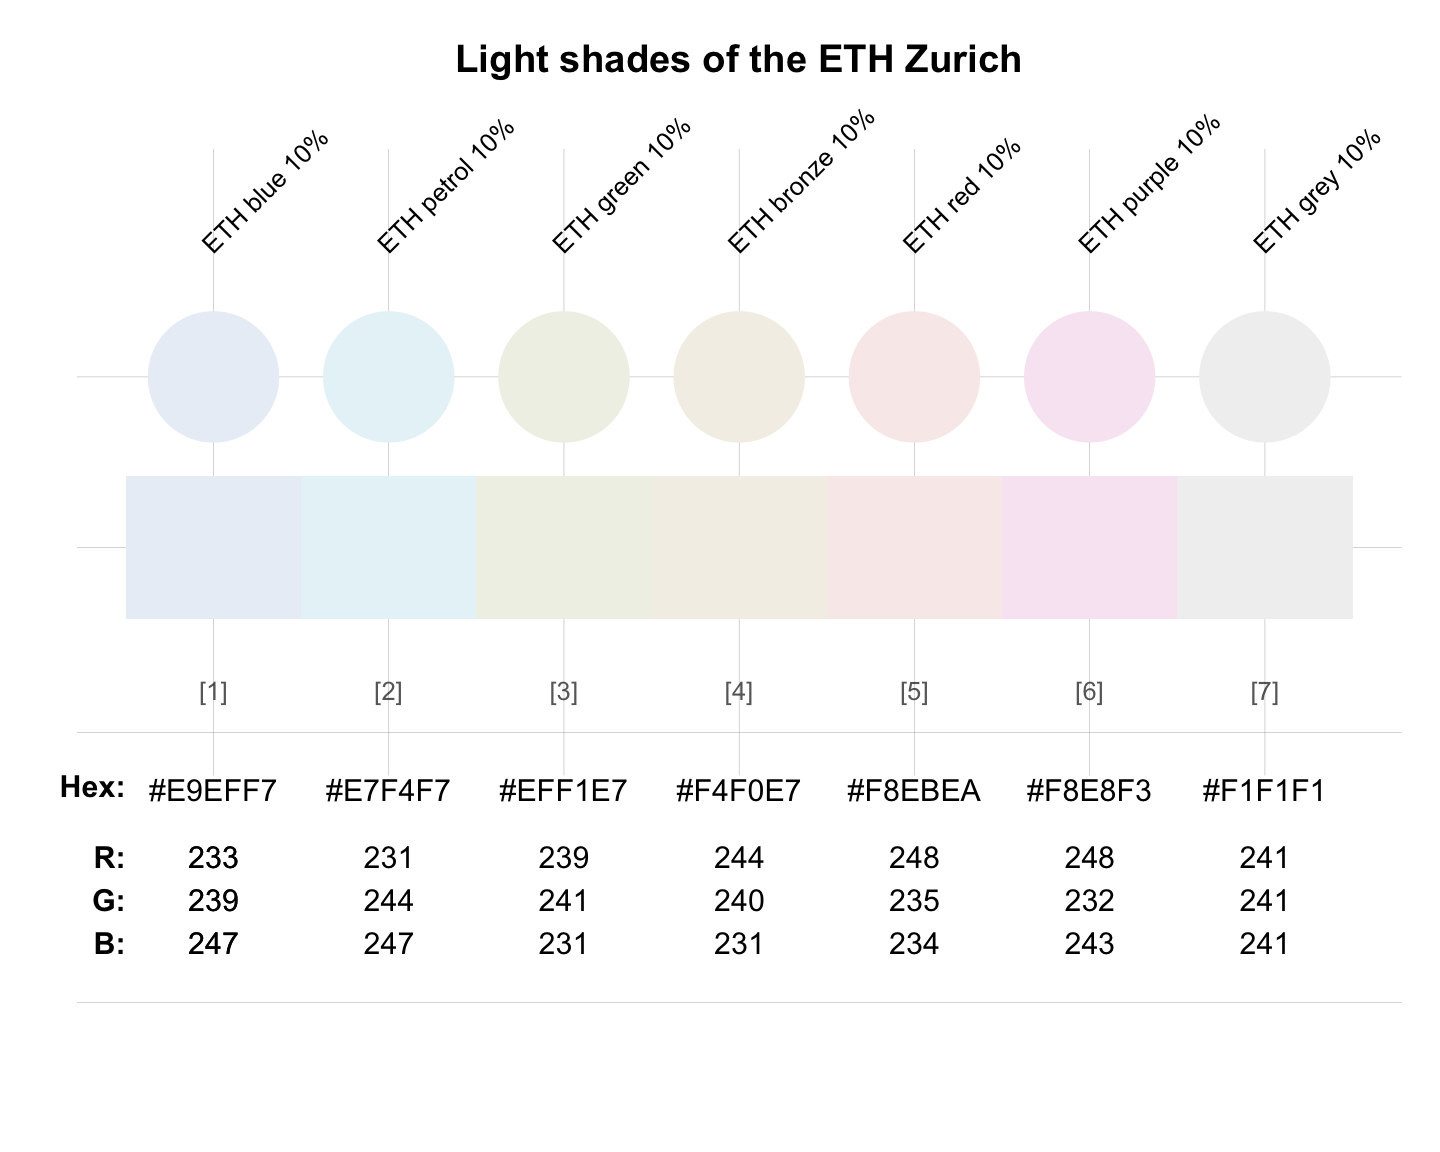 Light shades of the ETH Zurich
ETH blue 10%
ETH petrol 10%
ETH green 10%
ETH bronze 10%
ETH red 10%
ETH purple 10%
ETH grey 10%
[1] [2] [3] [4] [5] [6] [7]
Hex: #E9EFF7 #E7F4F7 #EFF1E7 #F4F0E7 #F8EBEA #F8E8F3 #F1F1F1
R: 233 231 239 244 248 248 241
G: 239 244 241 240 235 232 241
B: 247 247 231 231 234 243 241